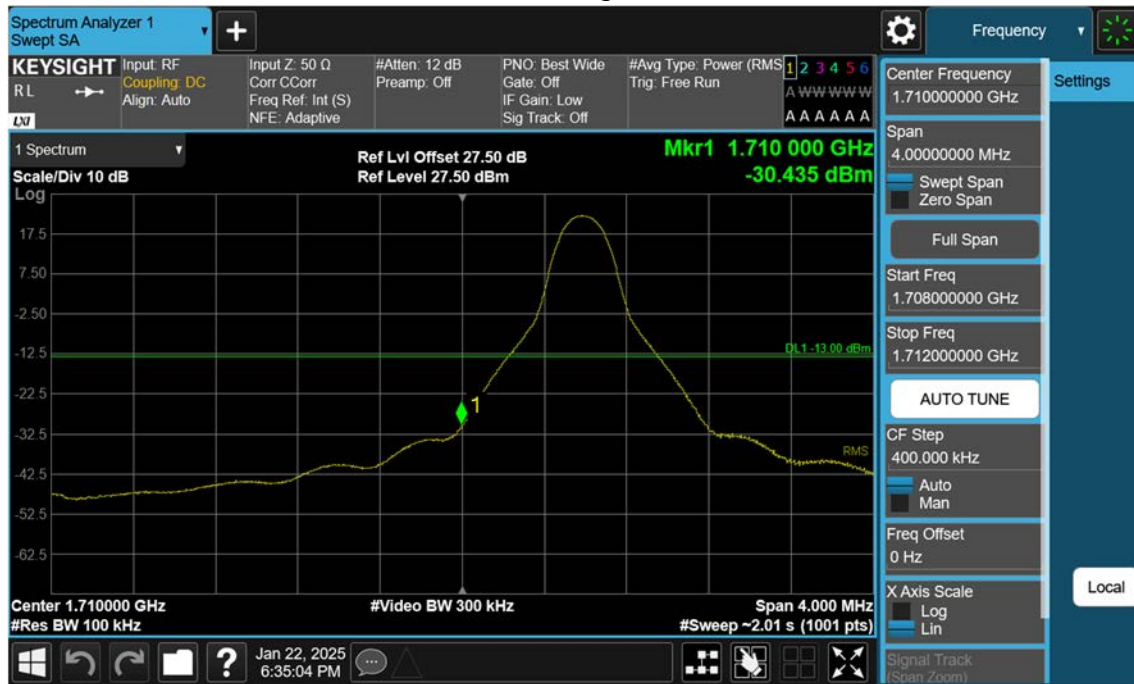 Spectrum Analyzer 1
Swept SA
+
Frequency
KEYSIGHT
RL
LXI
Input: RF
Coupling: DC
Align: Auto
Input Z: 50 Ω
Corr CCorr
Freq Ref: Int (S)
NFE: Adaptive
#Atten: 12 dB
Preamp: Off
PNO: Best Wide
Gate: Off
IF Gain: Low
Sig Track: Off
#Avg Type: Power (RMS
Trig: Free Run
1 2 3 4 5 6
A W W W W W
A A A A A A
1 Spectrum
Scale/Div 10 dB
Log
Ref Lvl Offset 27.50 dB
Ref Level 27.50 dBm
Mkr1 1.710 000 GHz
-30.435 dBm
17.5
7.50
-2.50
-12.5
-22.5
-32.5
-42.5
-52.5
-62.5
DL1 -13.00 dBm
1
RMS
Center 1.710000 GHz
#Res BW 100 kHz
#Video BW 300 kHz
Span 4.000 MHz
#Sweep ~2.01 s (1001 pts)
Center Frequency
1.710000000 GHz
Span
4.00000000 MHz
Swept Span
Zero Span
Full Span
Start Freq
1.708000000 GHz
Stop Freq
1.712000000 GHz
AUTO TUNE
CF Step
400.000 kHz
Auto
Man
Freq Offset
0 Hz
X Axis Scale
Log
Lin
Signal Track
(Span Zoom)
Settings
Local
?
Jan 22, 2025
6:35:04 PM